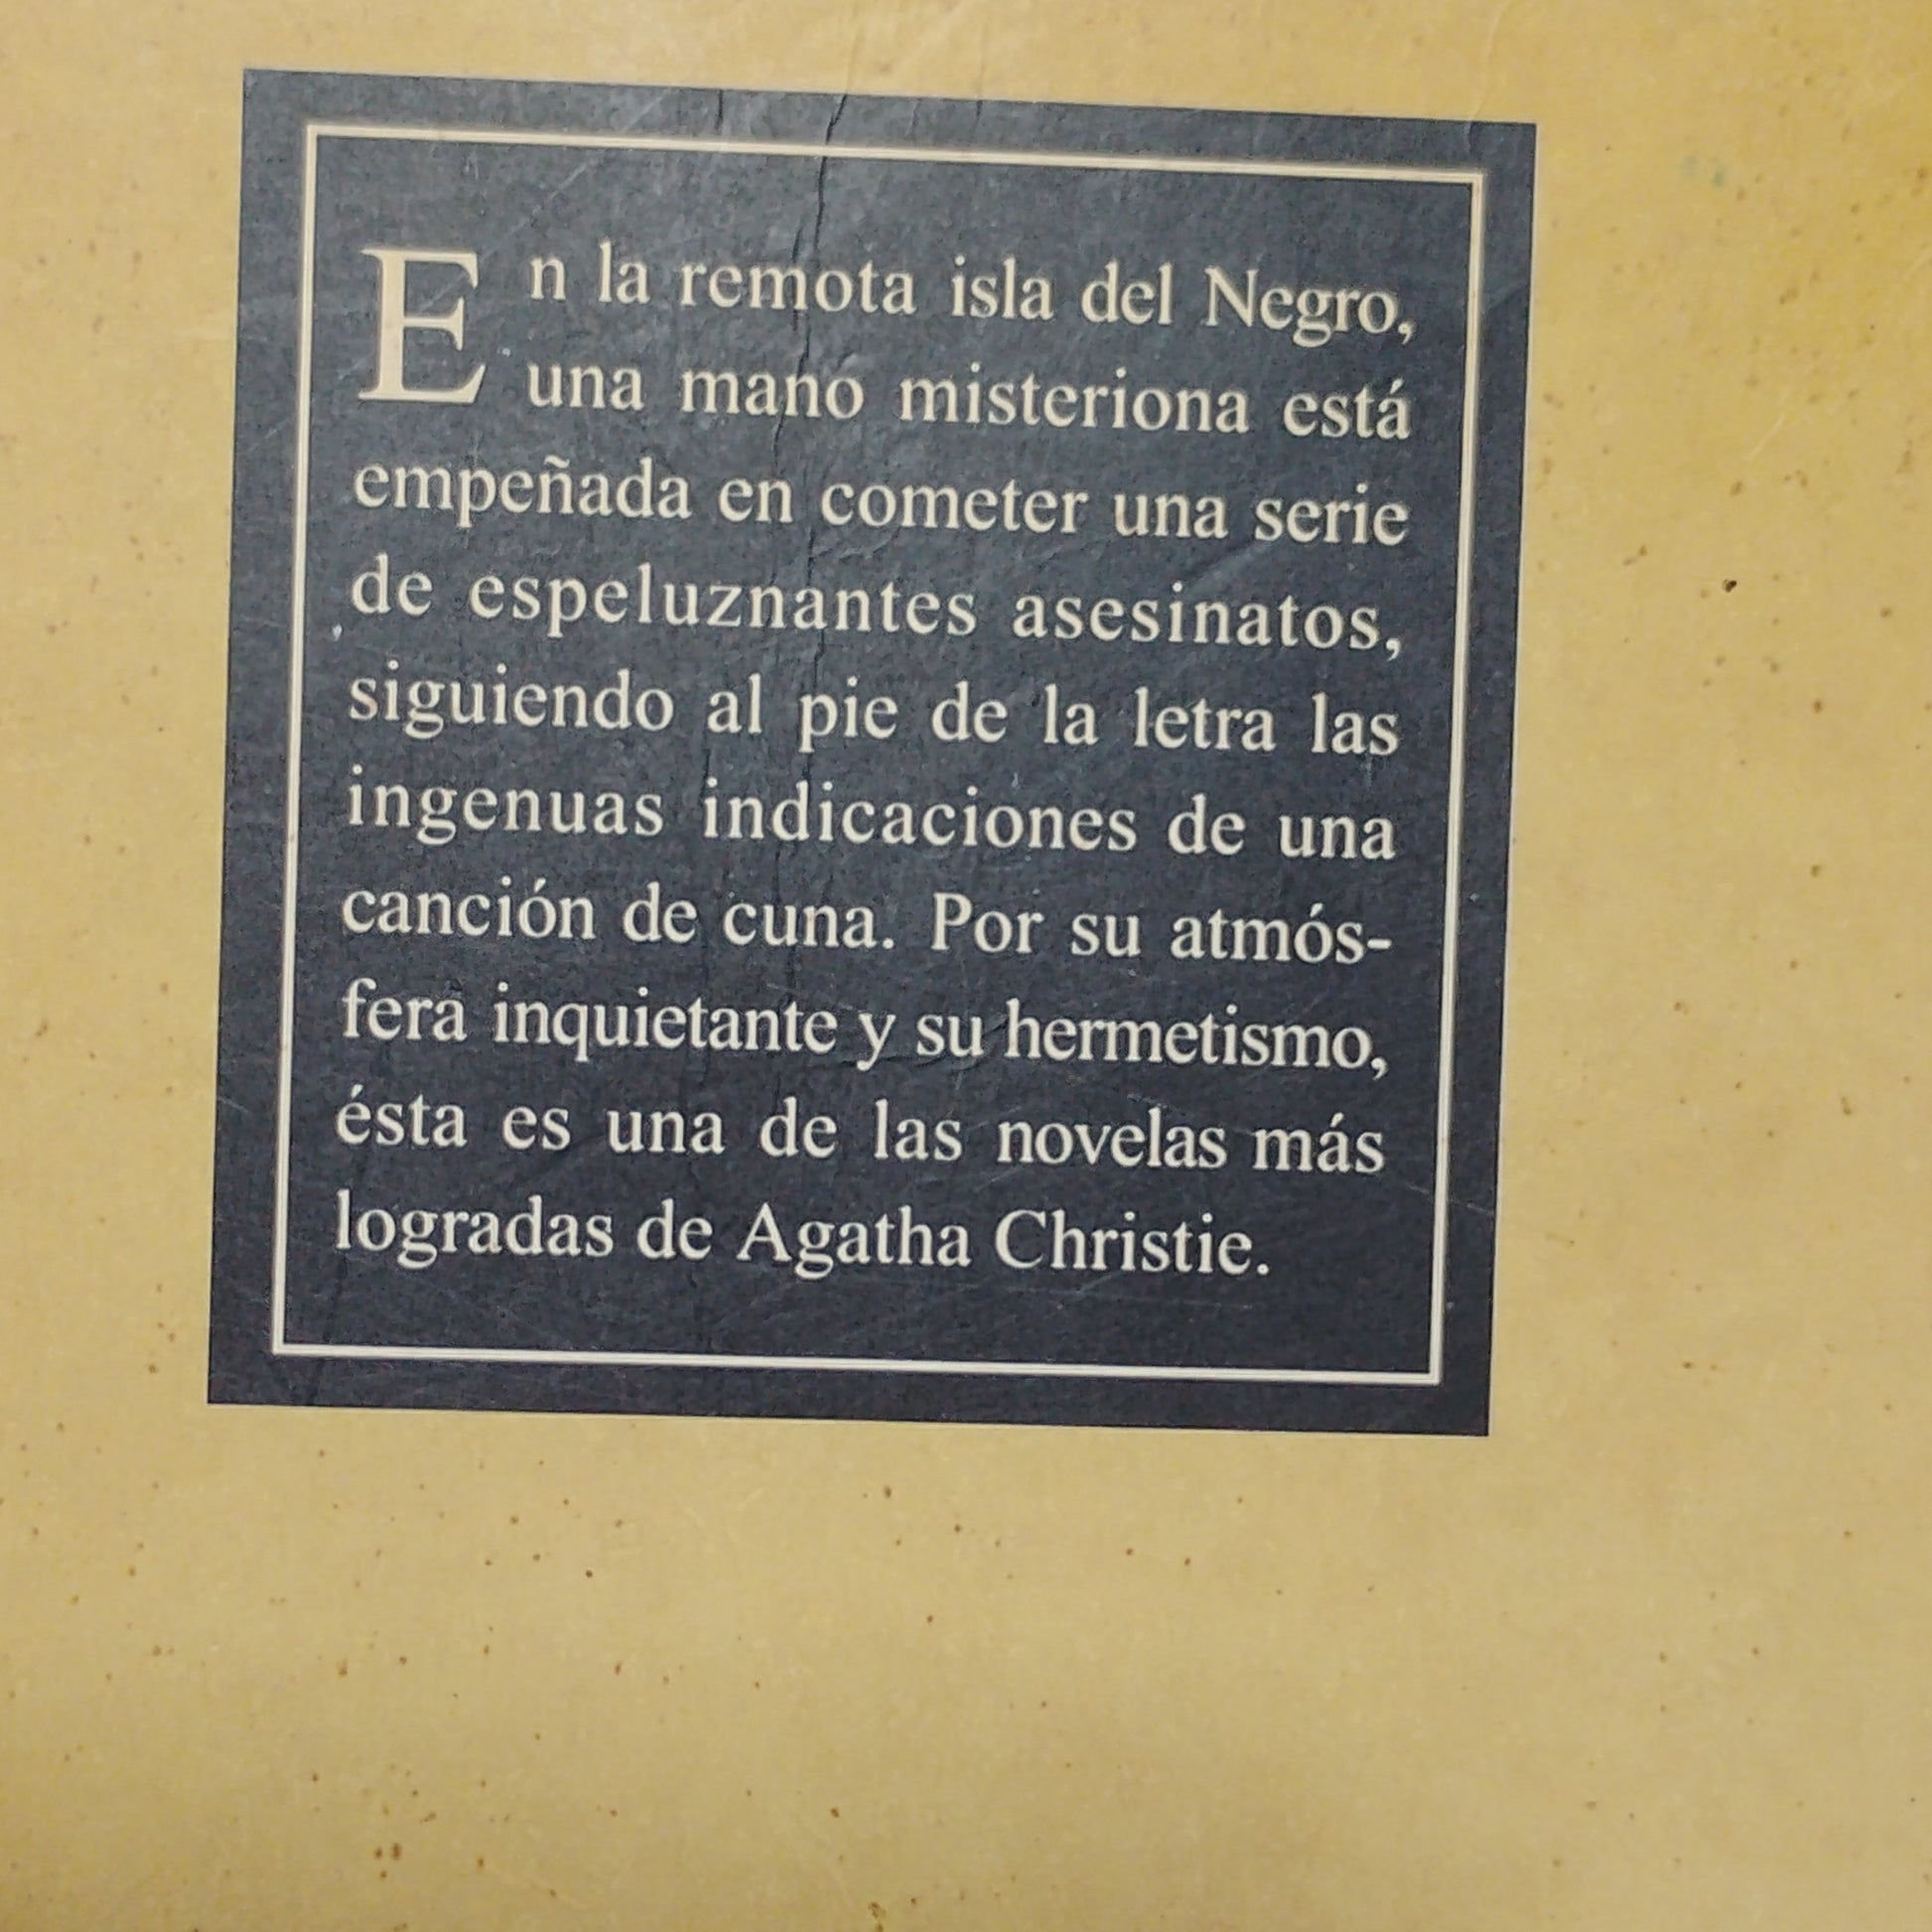 En la remota isla del Negro,
una mano misteriona está
empeñada en cometer una serie
de espeluznantes asesinatos,
siguiendo al pie de la letra las
ingenuas indicaciones de una
canción de cuna. Por su atmós-
fera inquietante y su hermetismo,
ésta es una de las novelas más
logradas de Agatha Christie.